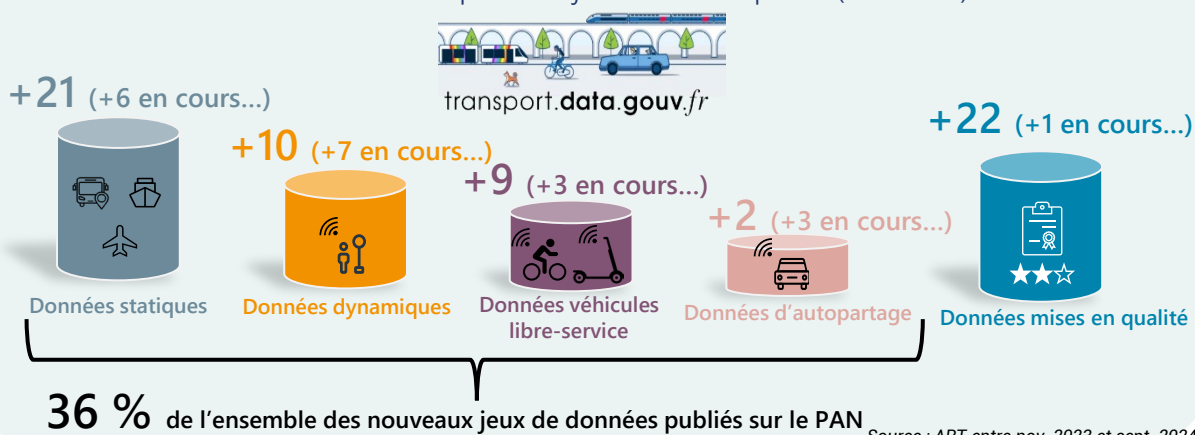 transport.data.gouv.fr
+21 (+6 en cours...)
+10 (+7 en cours...)
+9 (+3 en cours...)
+2 (+3 en cours...)
+22 (+1 en cours...)
Données statiques
Données dynamiques
Données véhicules
libre-service
Données d'autopartage
Données mises en qualité
36 % de l'ensemble des nouveaux jeux de données publiés sur le PAN